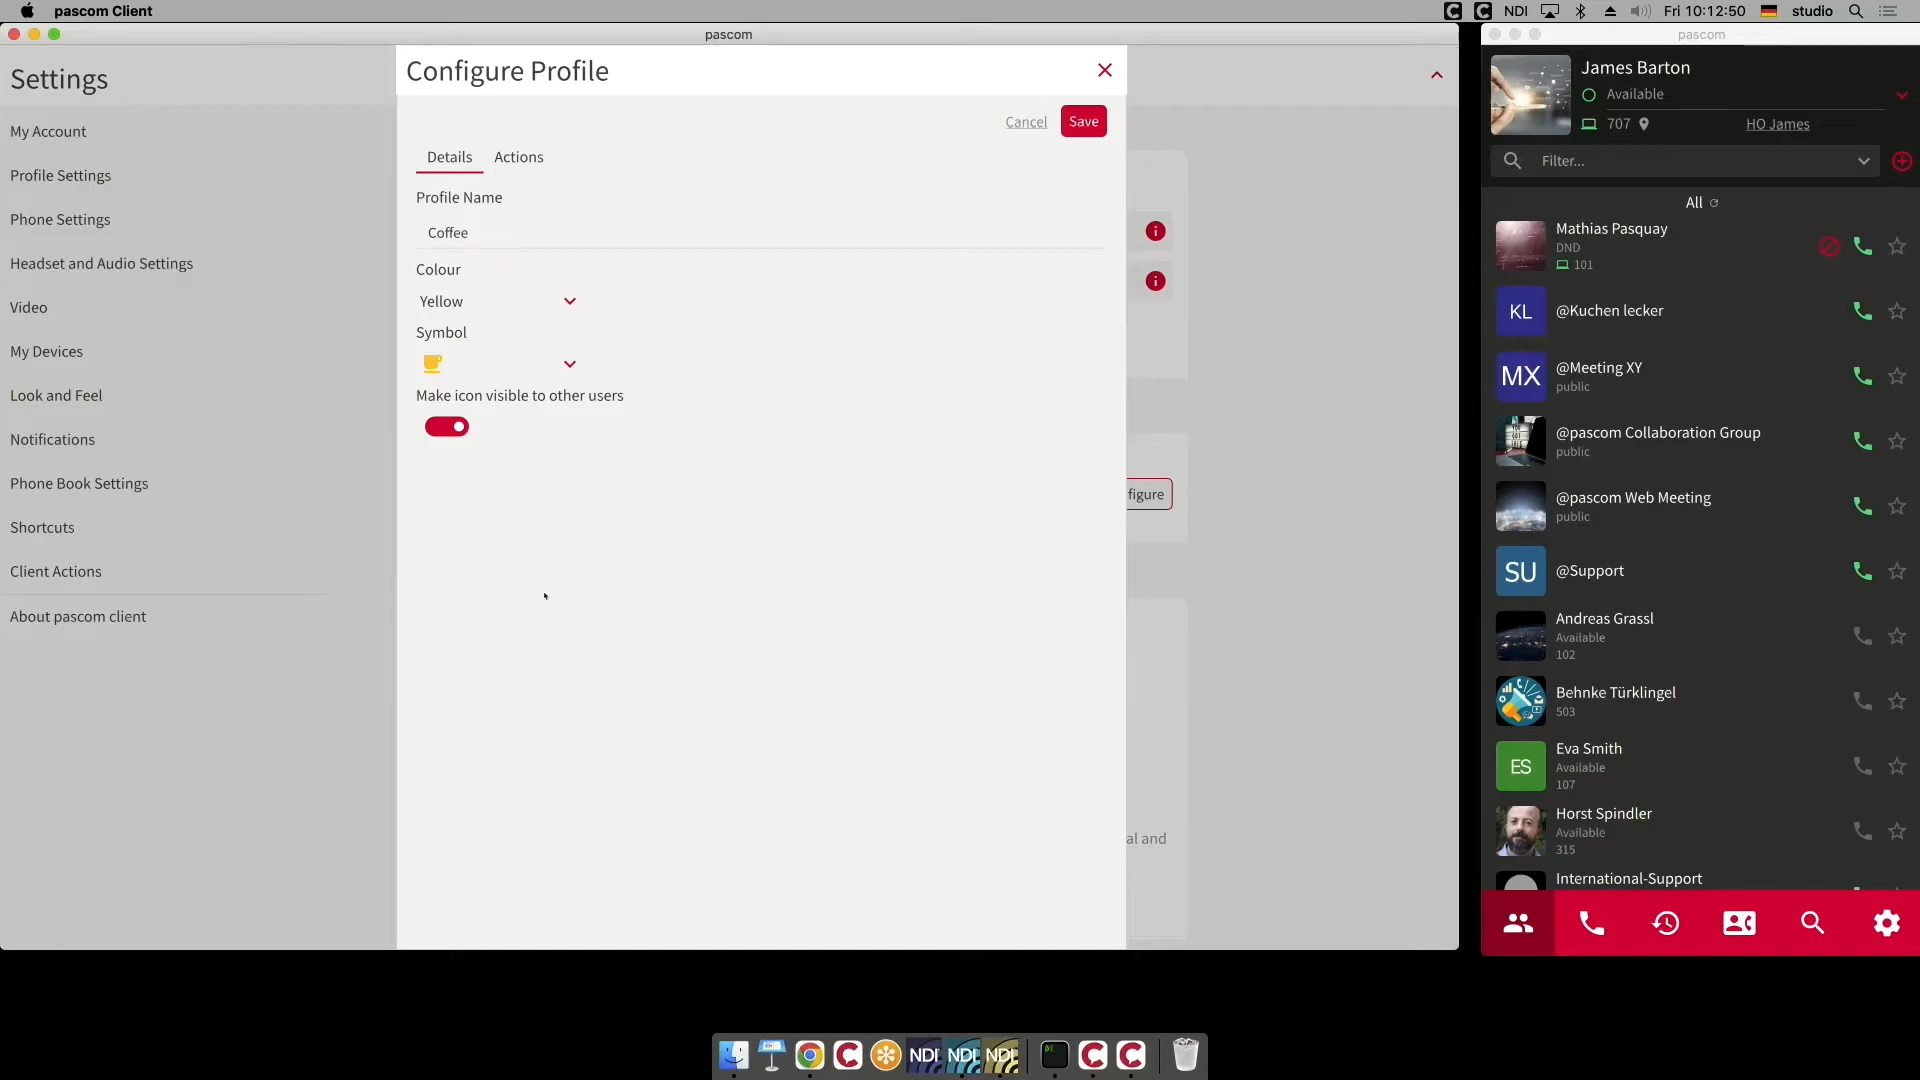 pascom Client
NDI
Fri 10:12:50
studio
pascom
Settings
My Account
Profile Settings
Phone Settings
Headset and Audio Settings
Video
My Devices
Look and Feel
Notifications
Phone Book Settings
Shortcuts
Client Actions
About pascom client
Configure Profile
Cancel
Save
Details
Actions
Profile Name
Coffee
Colour
Yellow
Symbol
Make icon visible to other users
figure
al and
pascom
James Barton
Available
707
HO James
Filter...
All
Mathias Pasquay
DND
101
KL
@Kuchen lecker
MX
@Meeting XY
public
@pascom Collaboration Group
public
@pascom Web Meeting
public
SU
@Support
Andreas Grassl
Available
102
Behnke Türklingel
503
ES
Eva Smith
Available
107
Horst Spindler
Available
315
International-Support
NDI
NDI
NDI